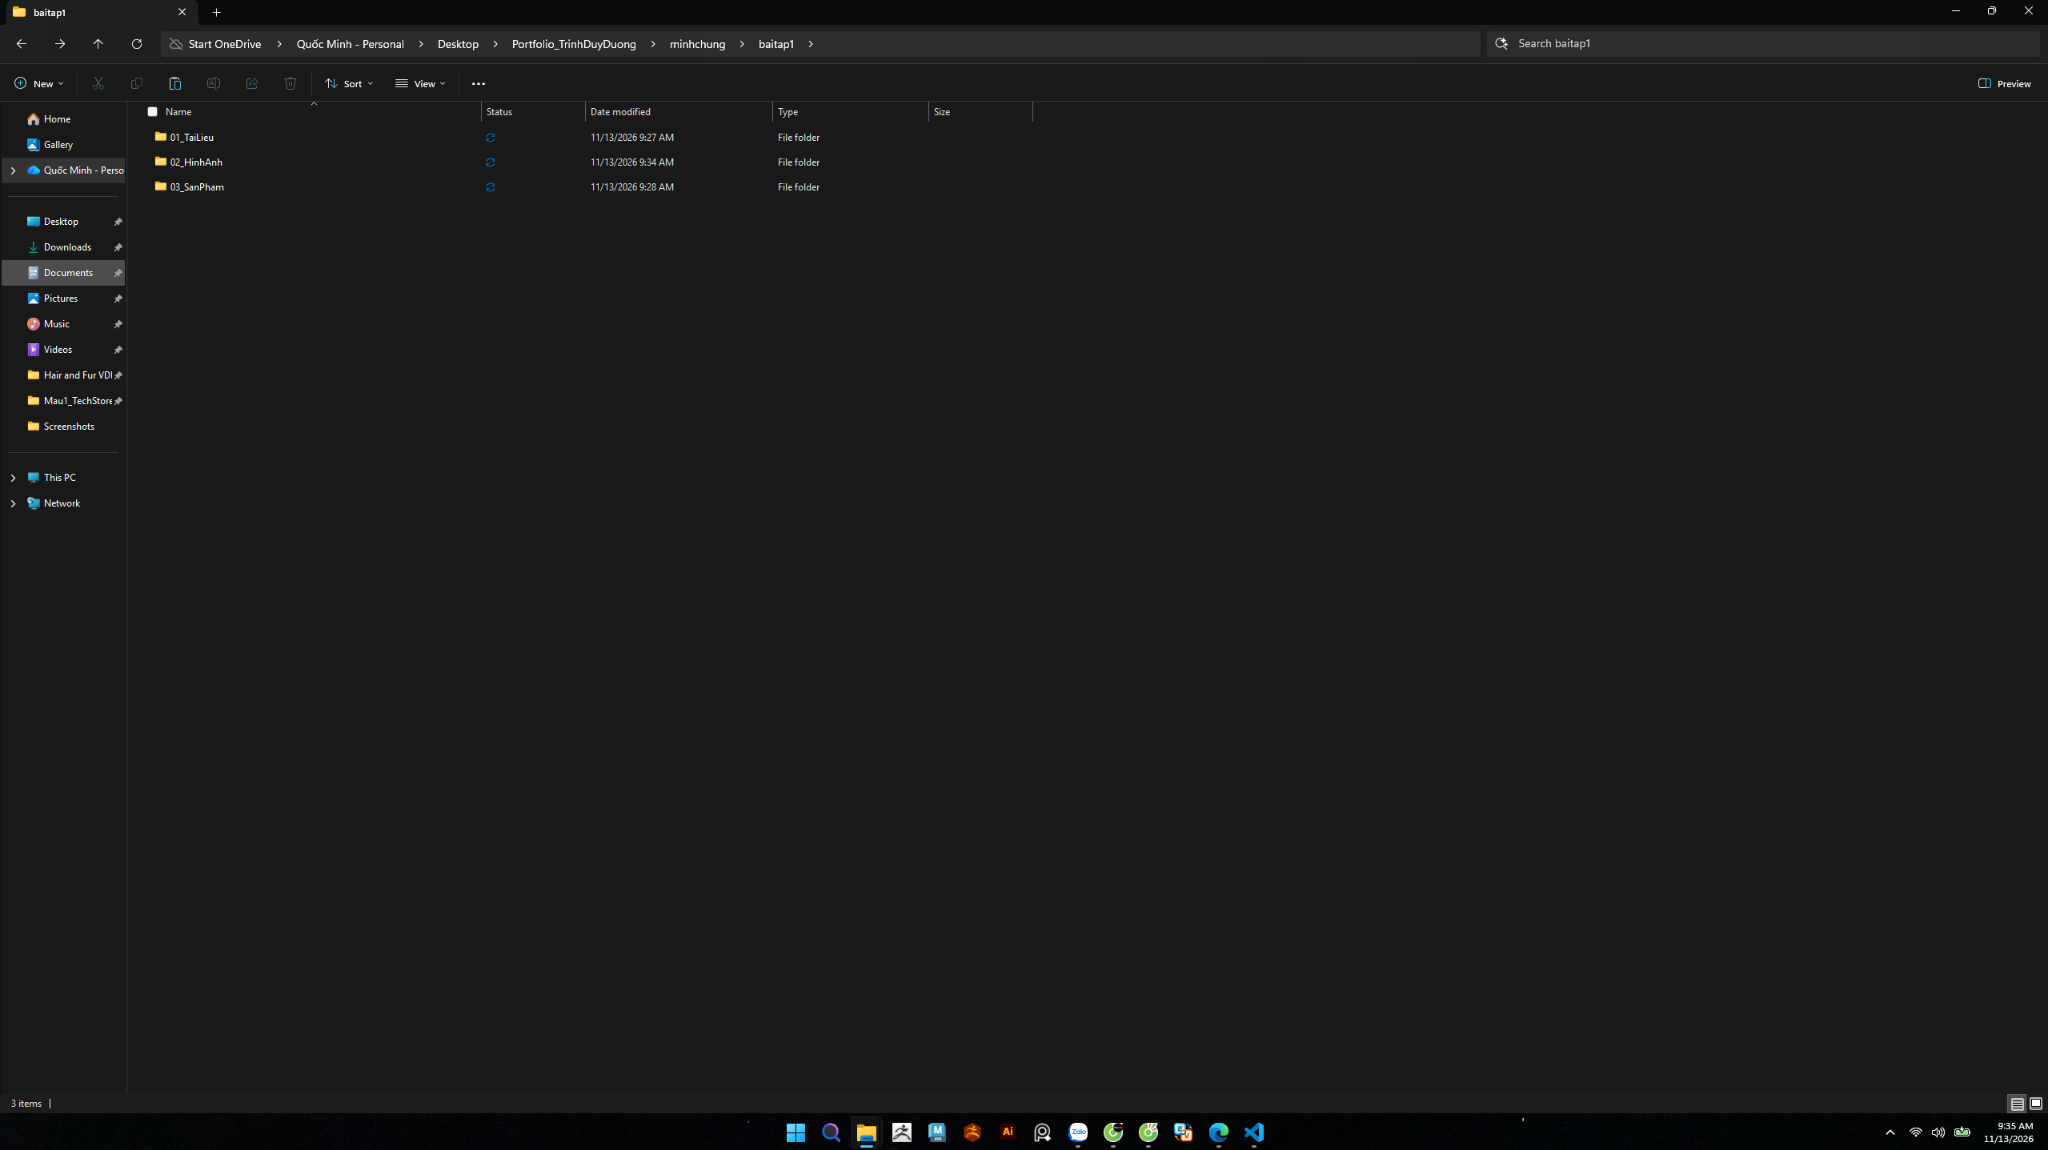 baitap1
Start OneDrive > Quốc Minh - Personal > Desktop > Portfolio_TrinhDuyDuong > minhchung > baitap1 >
Search baitap1
New
Sort
View
Preview
Name Status Date modified Type Size
01_TaiLieu 11/13/2026 9:27 AM File folder
02_HinhAnh 11/13/2026 9:34 AM File folder
03_SanPham 11/13/2026 9:28 AM File folder
Home
Gallery
Quốc Minh - Perso
Desktop
Downloads
Documents
Pictures
Music
Videos
Hair and Fur VDI
Mau1_TechStore
Screenshots
This PC
Network
3 items
M
Ai
Zalo
9:35 AM
11/13/2026